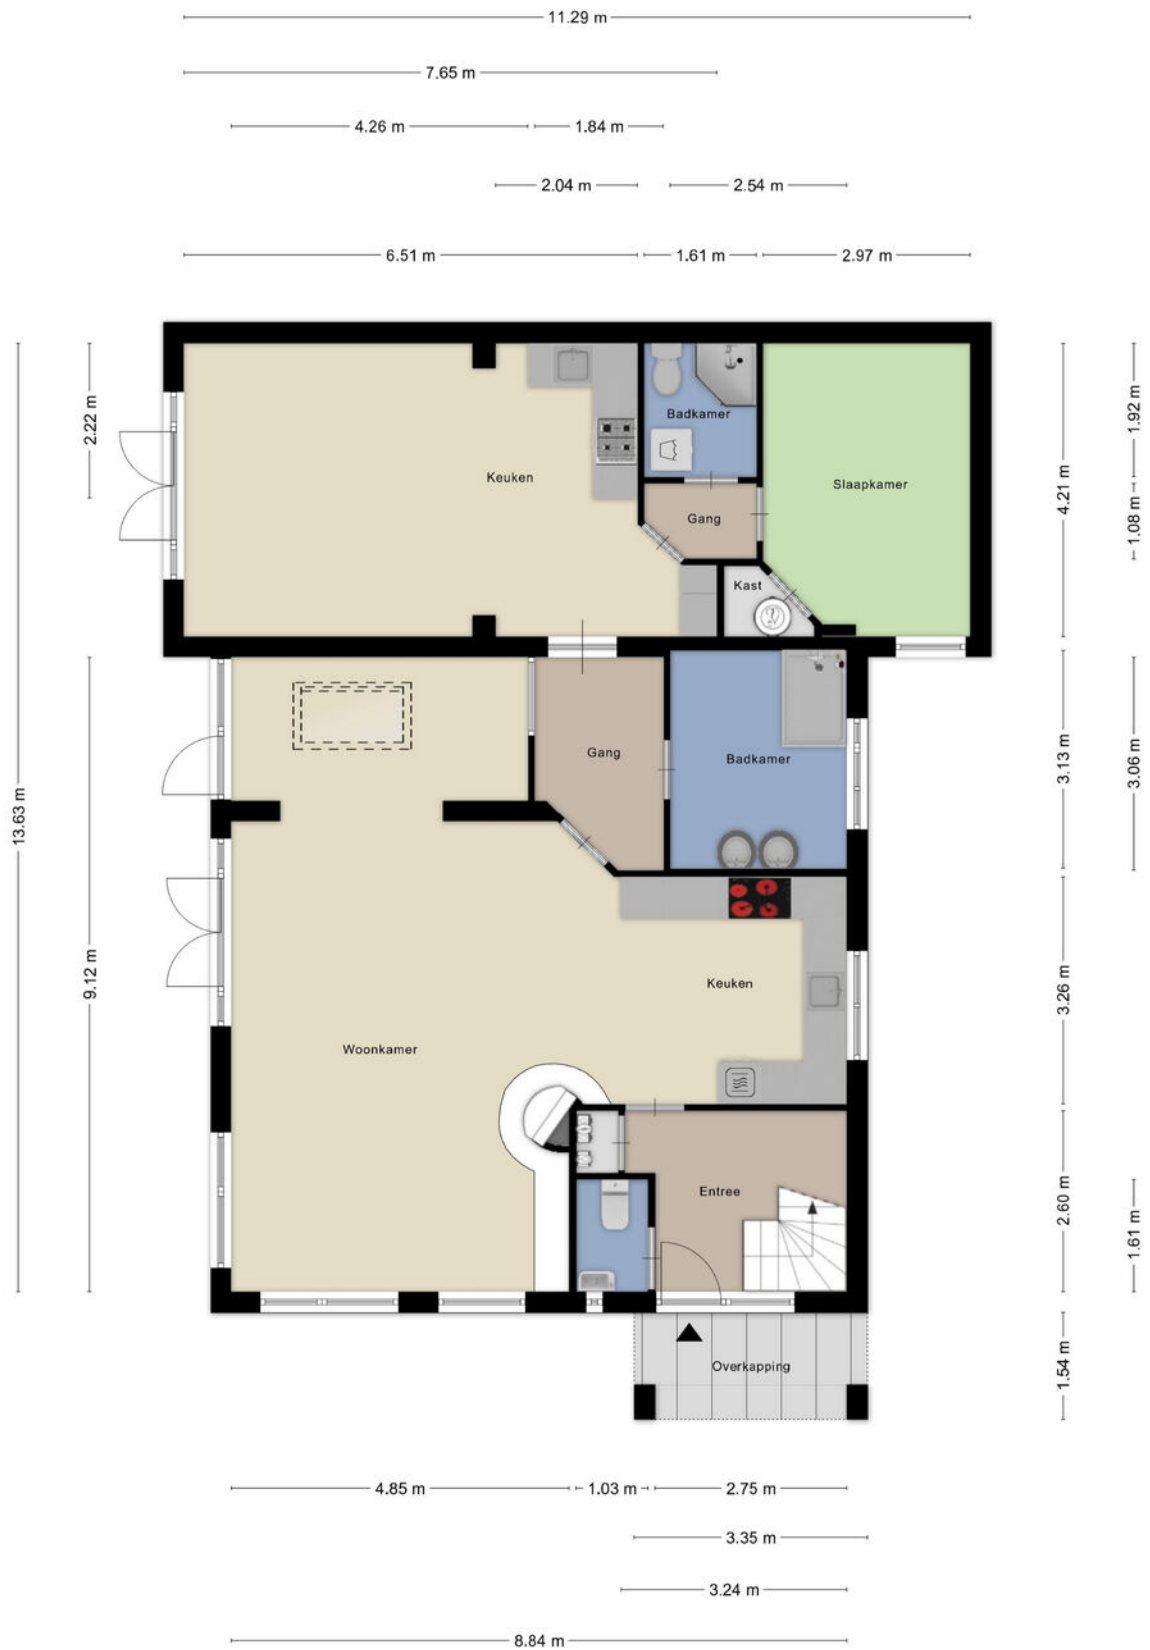 11.29 m
7.65 m
4.26 m
1.84 m
2.04 m
2.54 m
6.51 m
1.61 m
2.97 m
2.22 m
1.92 m
Badkamer
4.21 m
Keuken
Slaapkamer
1.08 m
Gang
Kast
13.63 m
Gang
Badkamer
3.13 m
3.06 m
9.12 m
Keuken
3.26 m
Woonkamer
Entree
2.60 m
1.61 m
Overkapping
1.54 m
4.85 m
1.03 m
2.75 m
3.35 m
3.24 m
8.84 m